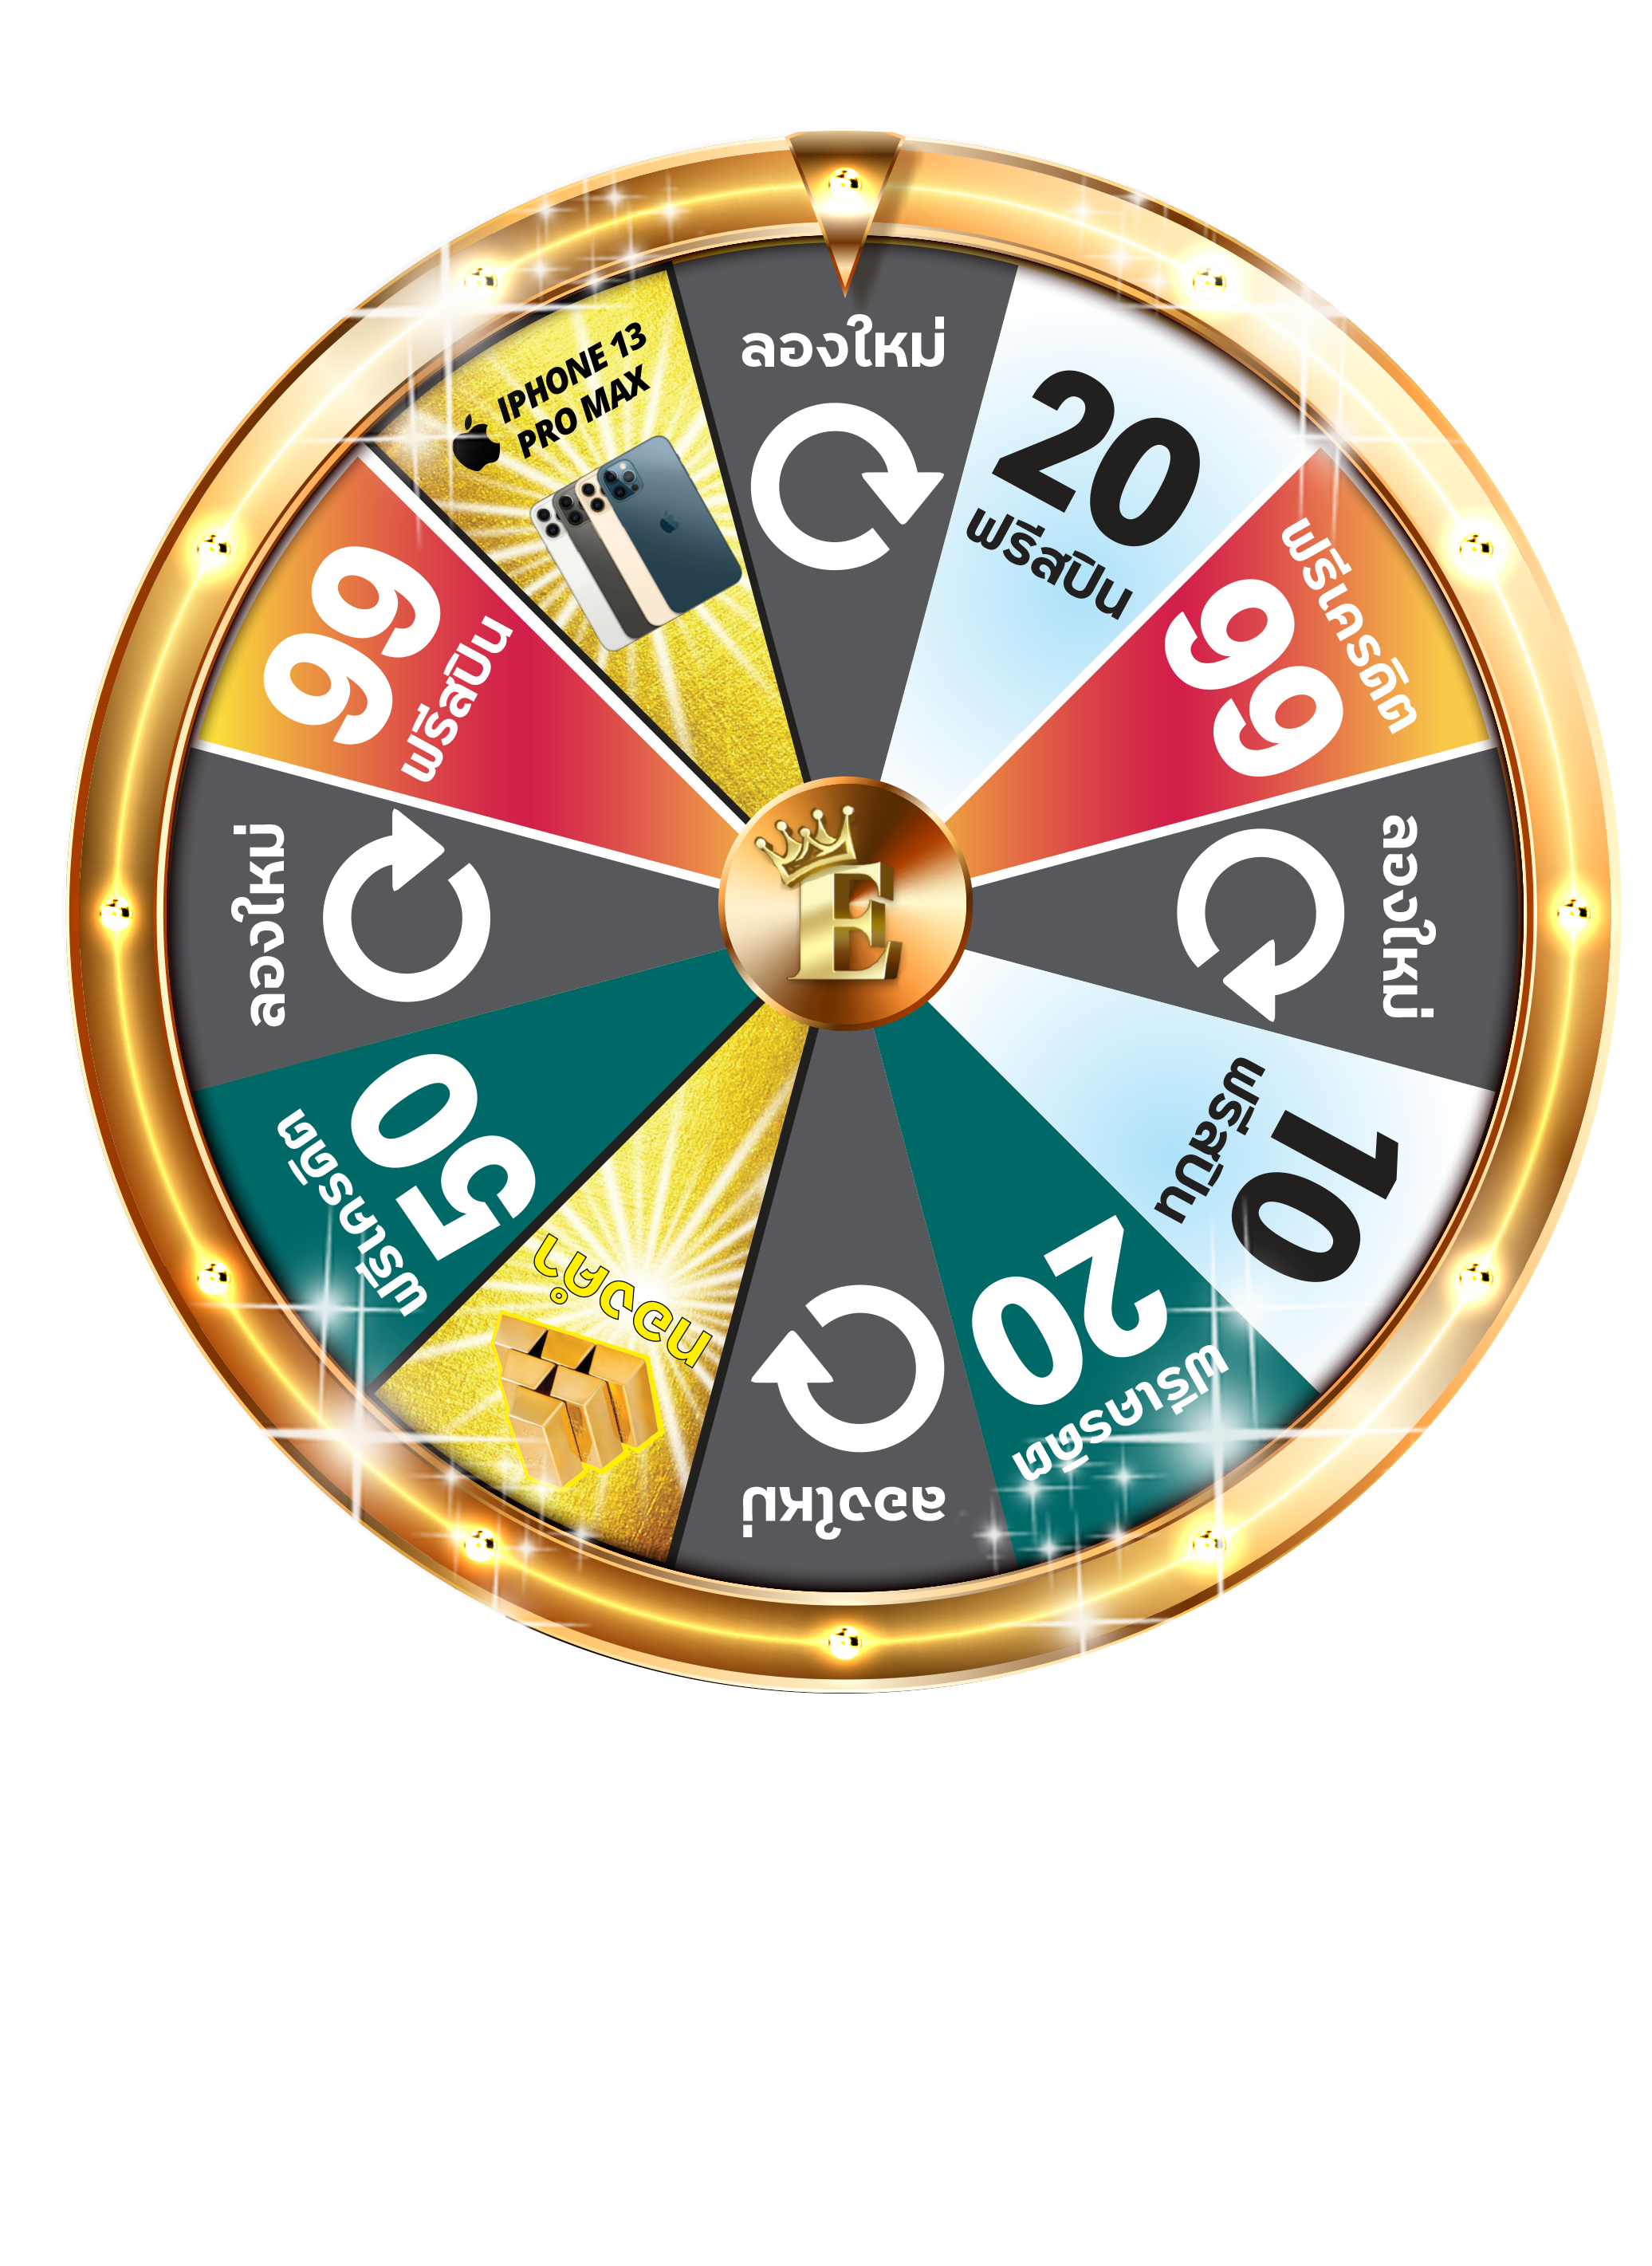 ลองใหม่
20
ฟรีสปิน
ฟรีเครดิต
99
ลองใหม่
10
ฟรีสปิน
20
ฟรีเครดิต
ลองใหม่
ทองคำ
50
ฟรีเครดิต
ลองใหม่
99
ฟรีสปิน
IPHONE 13
PRO MAX
E